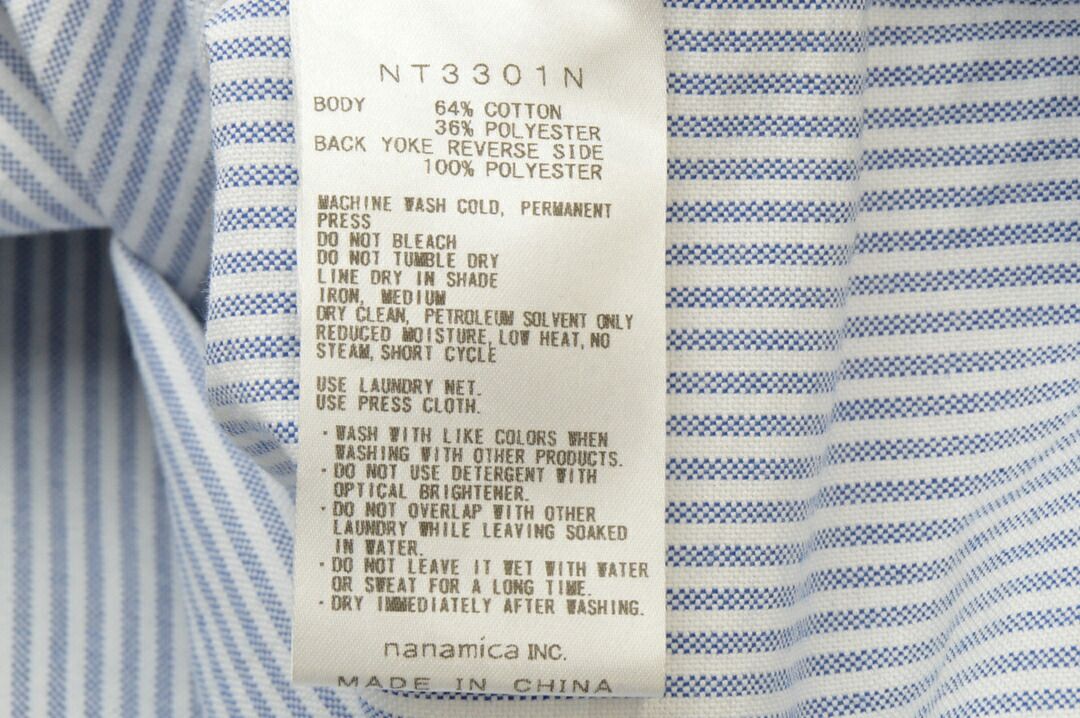 NT3301N
BODY 64% COTTON
36% POLYESTER
BACK YOKE REVERSE SIDE
100% POLYESTER
MACHINE WASH COLD, PERMANENT
PRESS
DO NOT BLEACH
DO NOT TUMBLE DRY
LINE DRY IN SHADE
IRON, MEDIUM
DRY CLEAN, PETROLEUM SOLVENT ONLY
REDUCED MOISTURE, LOW HEAT, NO
STEAM, SHORT CYCLE
USE LAUNDRY NET.
USE PRESS CLOTH.
・WASH WITH LIKE COLORS WHEN
WASHING WITH OTHER PRODUCTS.
・DO NOT USE DETERGENT WITH
OPTICAL BRIGHTENER.
・DO NOT OVERLAP WITH OTHER
LAUNDRY WHILE LEAVING SOAKED
IN WATER.
・DO NOT LEAVE IT WET WITH WATER
OR SWEAT FOR A LONG TIME.
・DRY IMMEDIATELY AFTER WASHING.
nanamica INC.
MADE IN CHINA